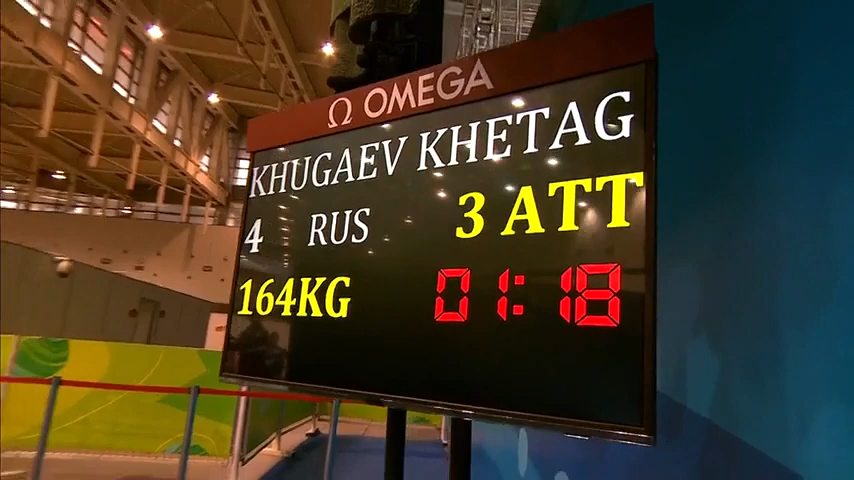 Ω OMEGA
KHUGAEV KHETAG
4 RUS 3 ATT
164KG 01:18